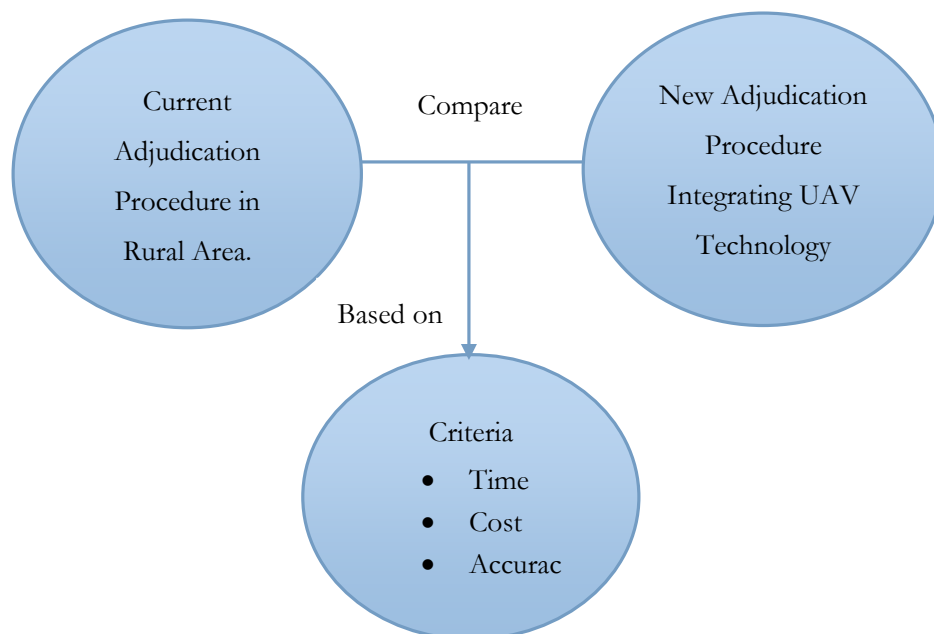 Current
Adjudication
Procedure in
Rural Area.
Compare
New Adjudication
Procedure
Integrating UAV
Technology
Based on
Criteria
• Time
• Cost
• Accurac